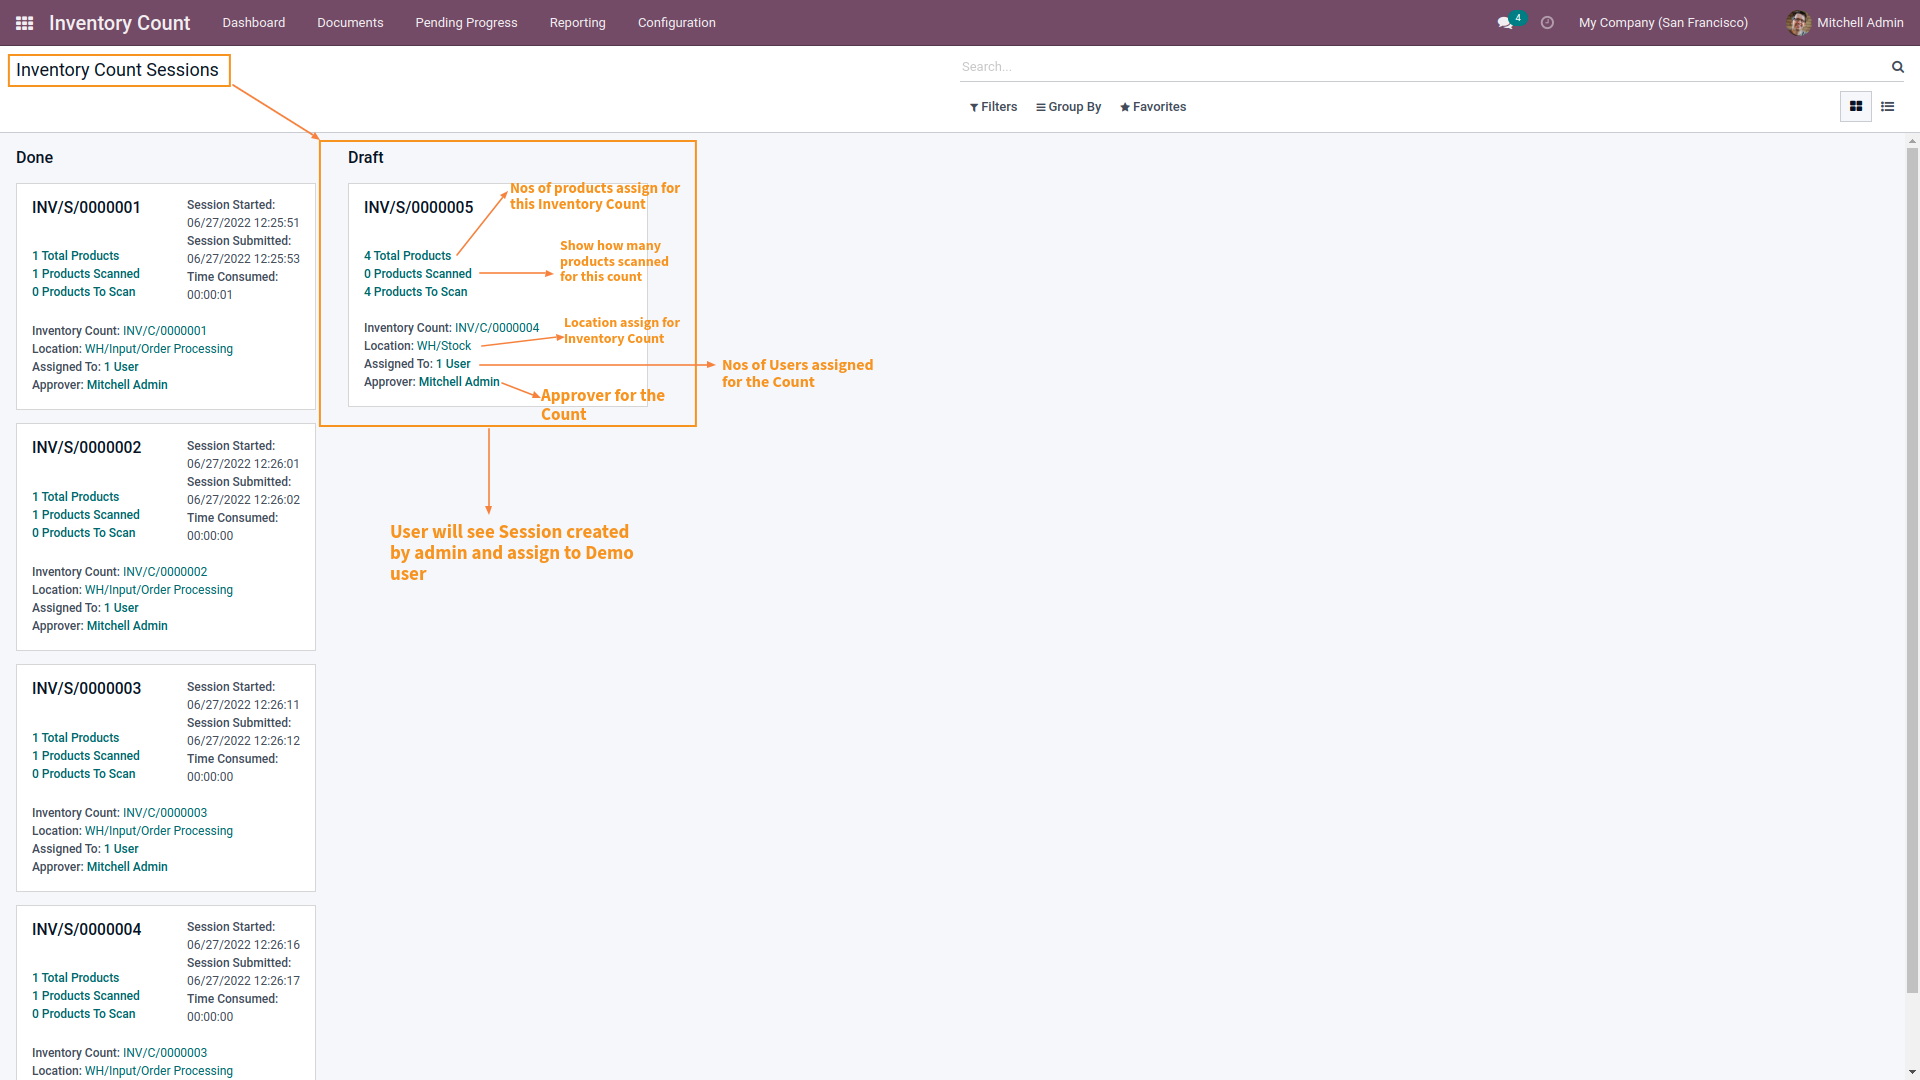 Inventory Count
Dashboard
Documents
Pending Progress
Reporting
Configuration
4
My Company (San Francisco)
Mitchell Admin
Inventory Count Sessions
Search...
Filters
Group By
Favorites
Done
INV/S/0000001
Session Started:
06/27/2022 12:25:51
Session Submitted:
06/27/2022 12:25:53
Time Consumed:
00:00:01
1 Total Products
1 Products Scanned
0 Products To Scan
Inventory Count: INV/C/0000001
Location: WH/Input/Order Processing
Assigned To: 1 User
Approver: Mitchell Admin
INV/S/0000002
Session Started:
06/27/2022 12:26:01
Session Submitted:
06/27/2022 12:26:02
Time Consumed:
00:00:00
1 Total Products
1 Products Scanned
0 Products To Scan
Inventory Count: INV/C/0000002
Location: WH/Input/Order Processing
Assigned To: 1 User
Approver: Mitchell Admin
INV/S/0000003
Session Started:
06/27/2022 12:26:11
Session Submitted:
06/27/2022 12:26:12
Time Consumed:
00:00:00
1 Total Products
1 Products Scanned
0 Products To Scan
Inventory Count: INV/C/0000003
Location: WH/Input/Order Processing
Assigned To: 1 User
Approver: Mitchell Admin
INV/S/0000004
Session Started:
06/27/2022 12:26:16
Session Submitted:
06/27/2022 12:26:17
Time Consumed:
00:00:00
1 Total Products
1 Products Scanned
0 Products To Scan
Inventory Count: INV/C/0000003
Location: WH/Input/Order Processing
Draft
INV/S/0000005
4 Total Products
0 Products Scanned
4 Products To Scan
Inventory Count: INV/C/0000004
Location: WH/Stock
Assigned To: 1 User
Approver: Mitchell Admin
Nos of products assign for
this Inventory Count
Show how many
products scanned
for this count
Location assign for
Inventory Count
Nos of Users assigned
for the Count
Approver for the
Count
User will see Session created
by admin and assign to Demo
user